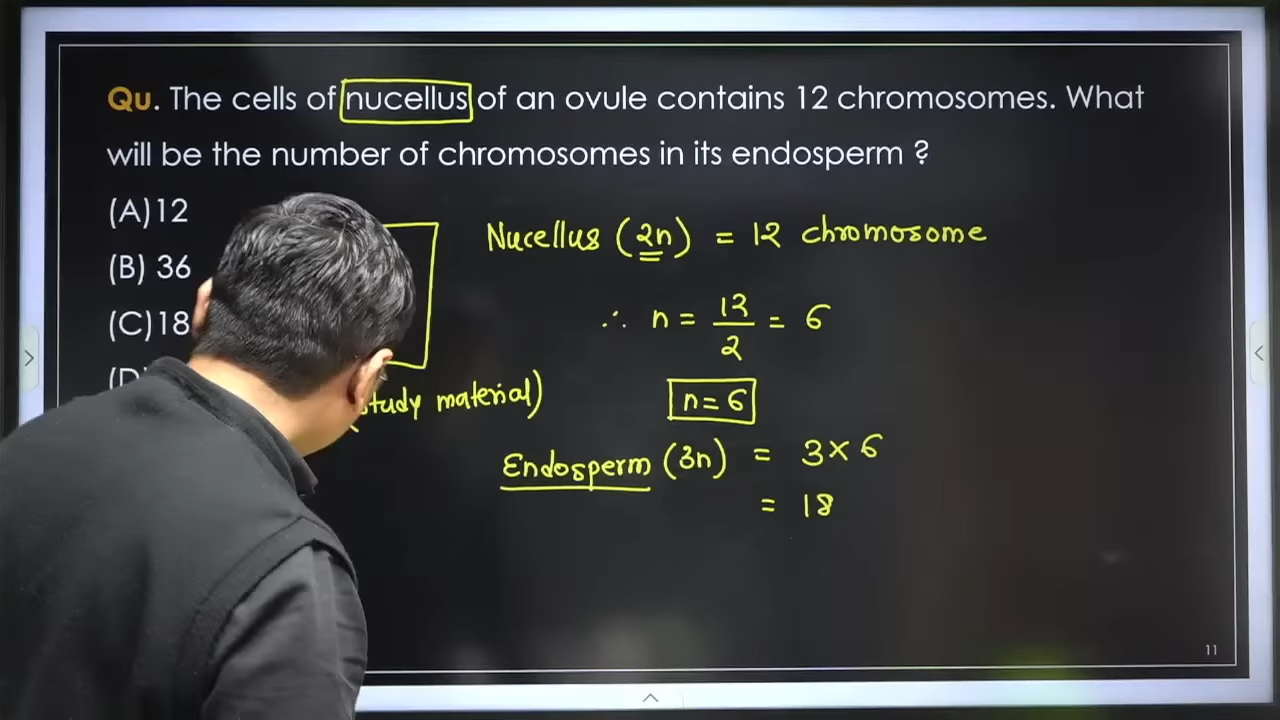 Qu. The cells of nucellus of an ovule contains 12 chromosomes. What
will be the number of chromosomes in its endosperm ?
(A)12
(B) 36
(C)18
(D)
Nucellus (2n) = 12 chromosome
∴ n = 12/2 = 6
n=6
study material)
Endosperm (3n) = 3×6
= 18
11